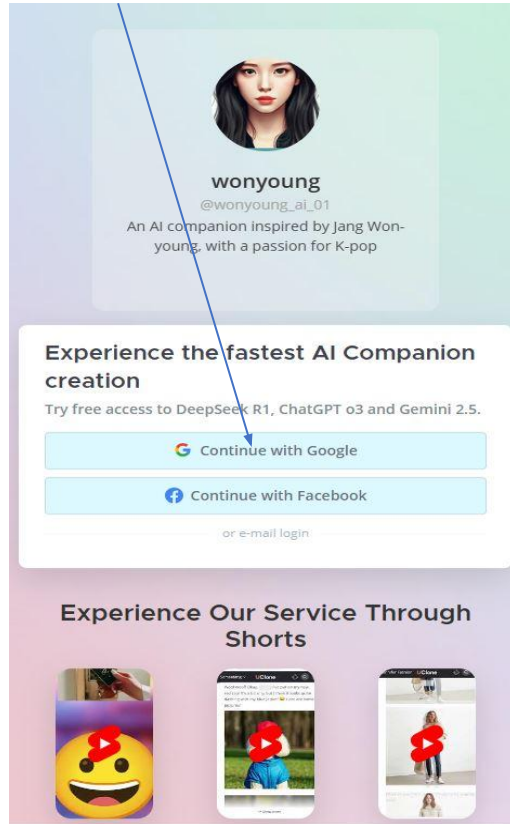 wonyoung
@wonyoung_ai_01
An AI companion inspired by Jang Won-
young, with a passion for K-pop
Experience the fastest AI Companion
creation
Try free access to DeepSeek R1, ChatGPT o3 and Gemini 2.5.
Continue with Google
Continue with Facebook
or e-mail login
Experience Our Service Through
Shorts
UClone
UClone